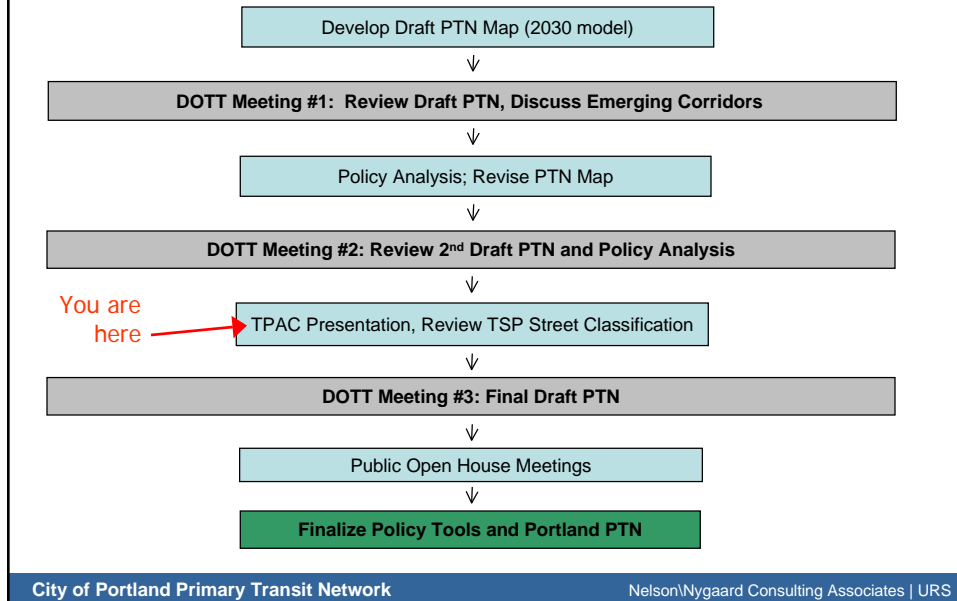 Develop Draft PTN Map (2030 model)
DOTT Meeting #1: Review Draft PTN, Discuss Emerging Corridors
Policy Analysis; Revise PTN Map
DOTT Meeting #2: Review 2nd Draft PTN and Policy Analysis
You are
here
TPAC Presentation, Review TSP Street Classification
DOTT Meeting #3: Final Draft PTN
Public Open House Meetings
Finalize Policy Tools and Portland PTN
City of Portland Primary Transit Network
Nelson\Nygaard Consulting Associates | URS